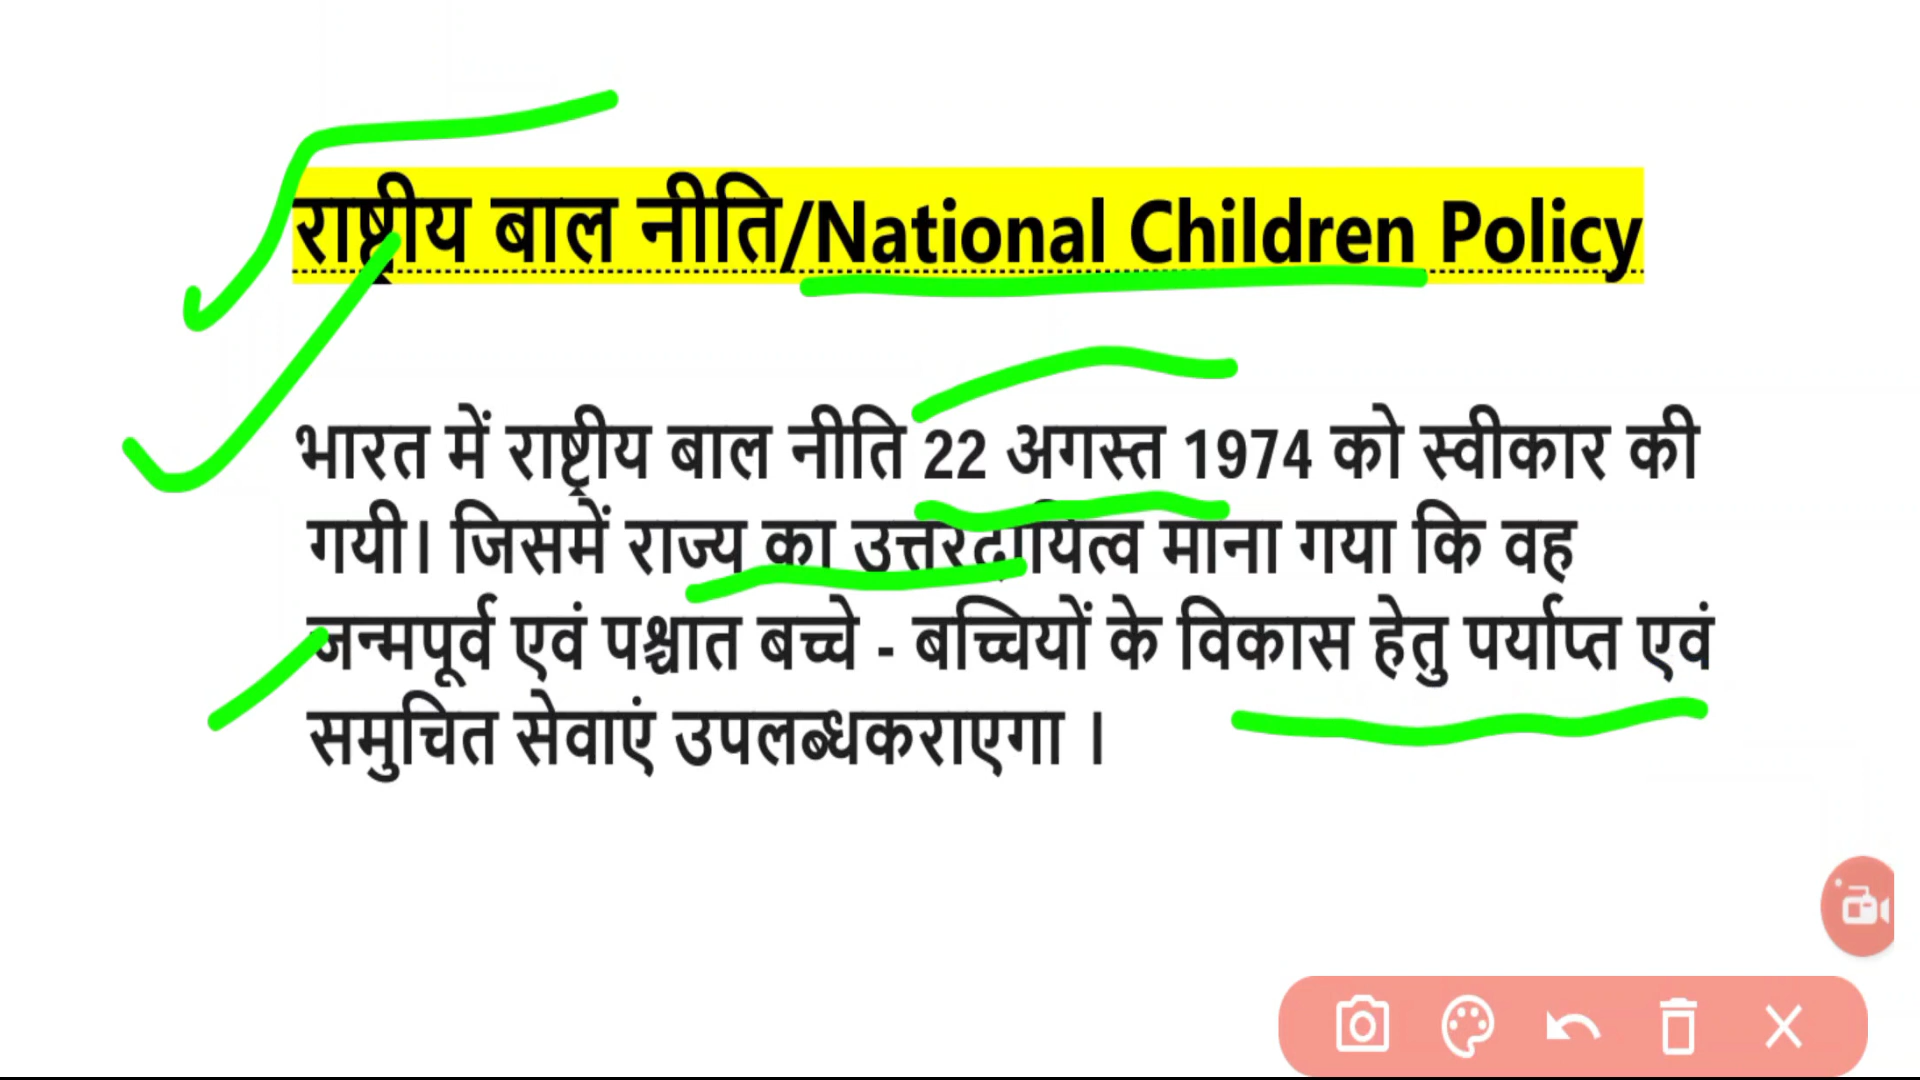 राष्ट्रीय बाल नीति/National Children Policy
भारत में राष्ट्रीय बाल नीति 22 अगस्त 1974 को स्वीकार की
गयी। जिसमें राज्य का उत्तरदायित्व माना गया कि वह
जन्मपूर्व एवं पश्चात बच्चे - बच्चियों के विकास हेतु पर्याप्त एवं
समुचित सेवाएं उपलब्धकराएगा ।